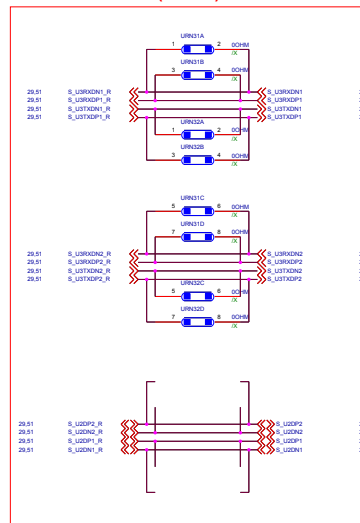 URN31A
1 2 0OHM
/X
URN31B
3 4 0OHM
/X
29,51 S_U3RXDN1_R S_U3RXDN1
29,51 S_U3RXDP1_R S_U3RXDP1
29,51 S_U3TXDN1_R S_U3TXDN1
29,51 S_U3TXDP1_R S_U3TXDP1
URN32A
1 2 0OHM
/X
URN32B
3 4 0OHM
/X
URN31C
5 6 0OHM
/X
URN31D
7 8 0OHM
/X
29,51 S_U3RXDN2_R S_U3RXDN2
29,51 S_U3RXDP2_R S_U3RXDP2
29,51 S_U3TXDN2_R S_U3TXDN2
29,51 S_U3TXDP2_R S_U3TXDP2
URN32C
5 6 0OHM
/X
URN32D
7 8 0OHM
/X
29,51 S_U2DP2_R S_U2DP2
29,51 S_U2DN2_R S_U2DN2
29,51 S_U2DP1_R S_U2DP1
29,51 S_U2DN1_R S_U2DN1